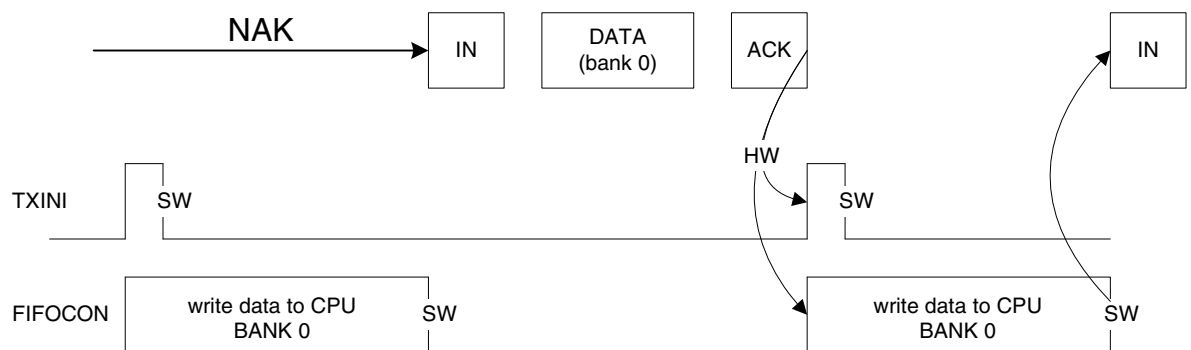 NAK
IN
DATA
(bank 0)
ACK
IN
HW
TXINI
SW
SW
FIFOCON
write data to CPU
BANK 0
SW
write data to CPU
BANK 0
SW